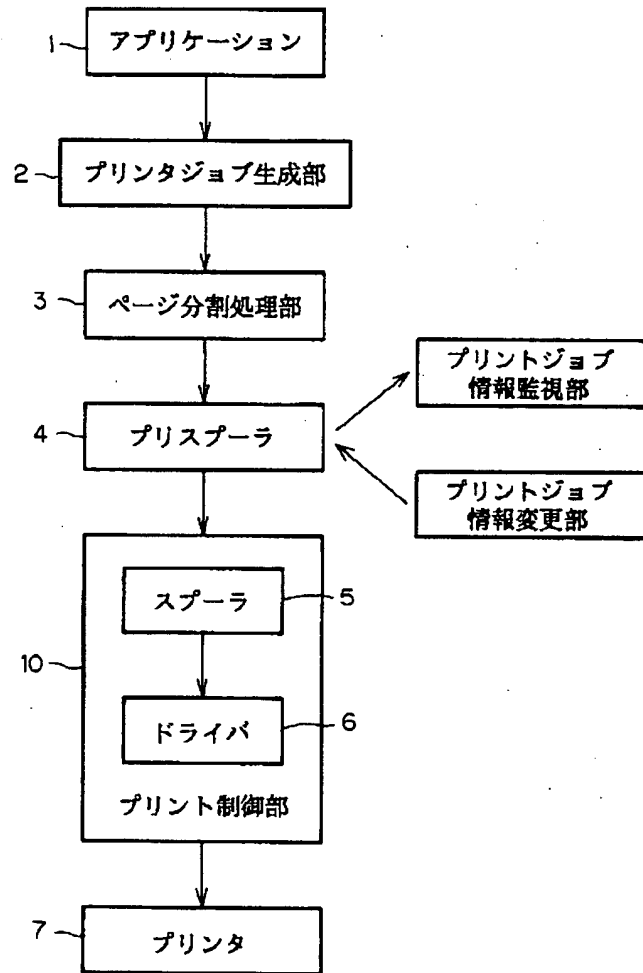 1 アプリケーション
2 プリンタジョブ生成部
3 ページ分割処理部
4 プリスプーラ
プリントジョブ
情報監視部
プリントジョブ
情報変更部
スプーラ 5
10
ドライバ 6
プリント制御部
7 プリンタ